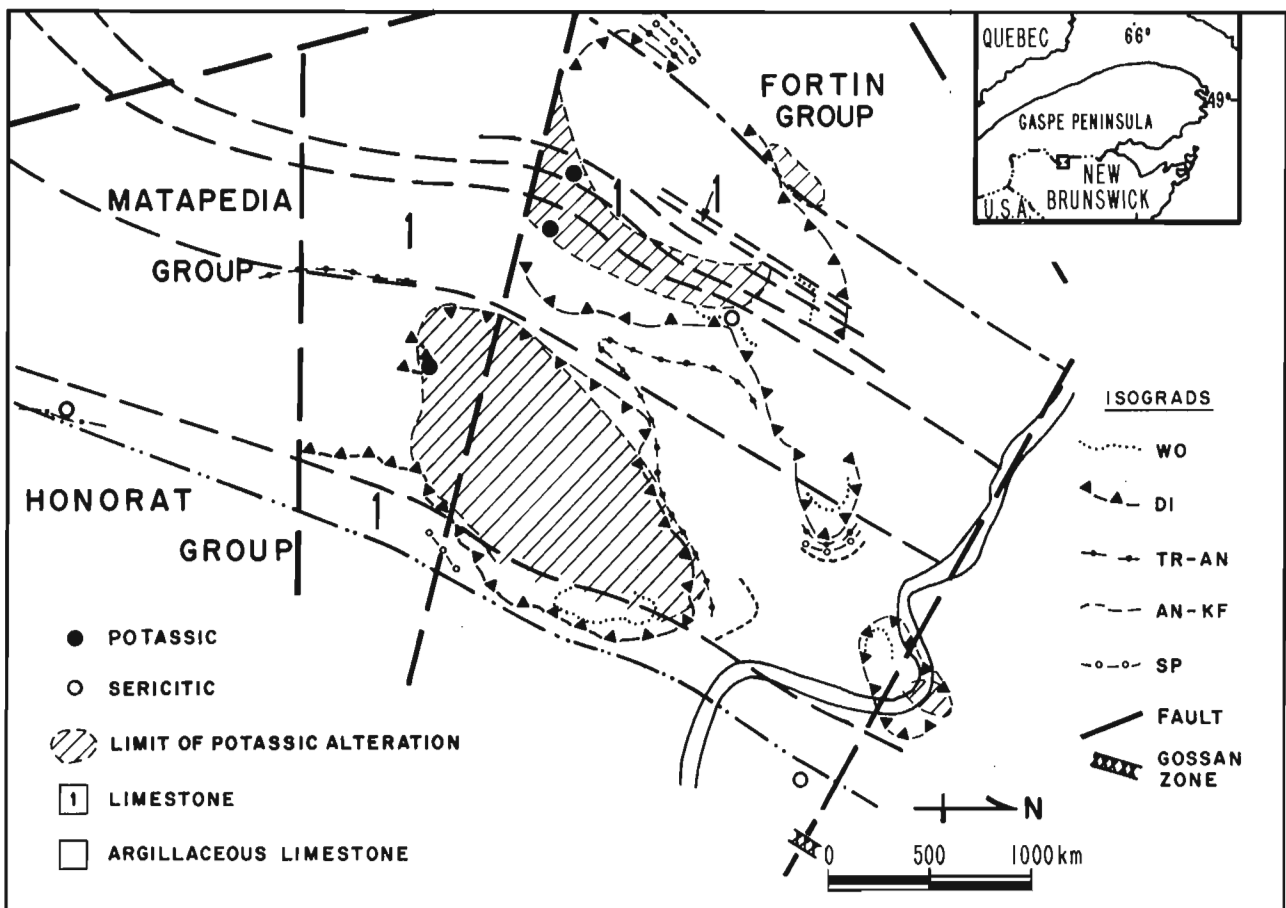 QUEBEC
66°
49°
GASPE PENINSULA
NEW
BRUNSWICK
U.S.A.
FORTIN
GROUP
MATAPEDIA
GROUP
1
1
1
1
HONORAT
GROUP
ISOGRADS
WO
DI
TR-AN
AN-KF
SP
FAULT
GOSSAN
ZONE
POTASSIC
SERICITIC
LIMIT OF POTASSIC ALTERATION
1 LIMESTONE
ARGILLACEOUS LIMESTONE
N
0 500 1000km